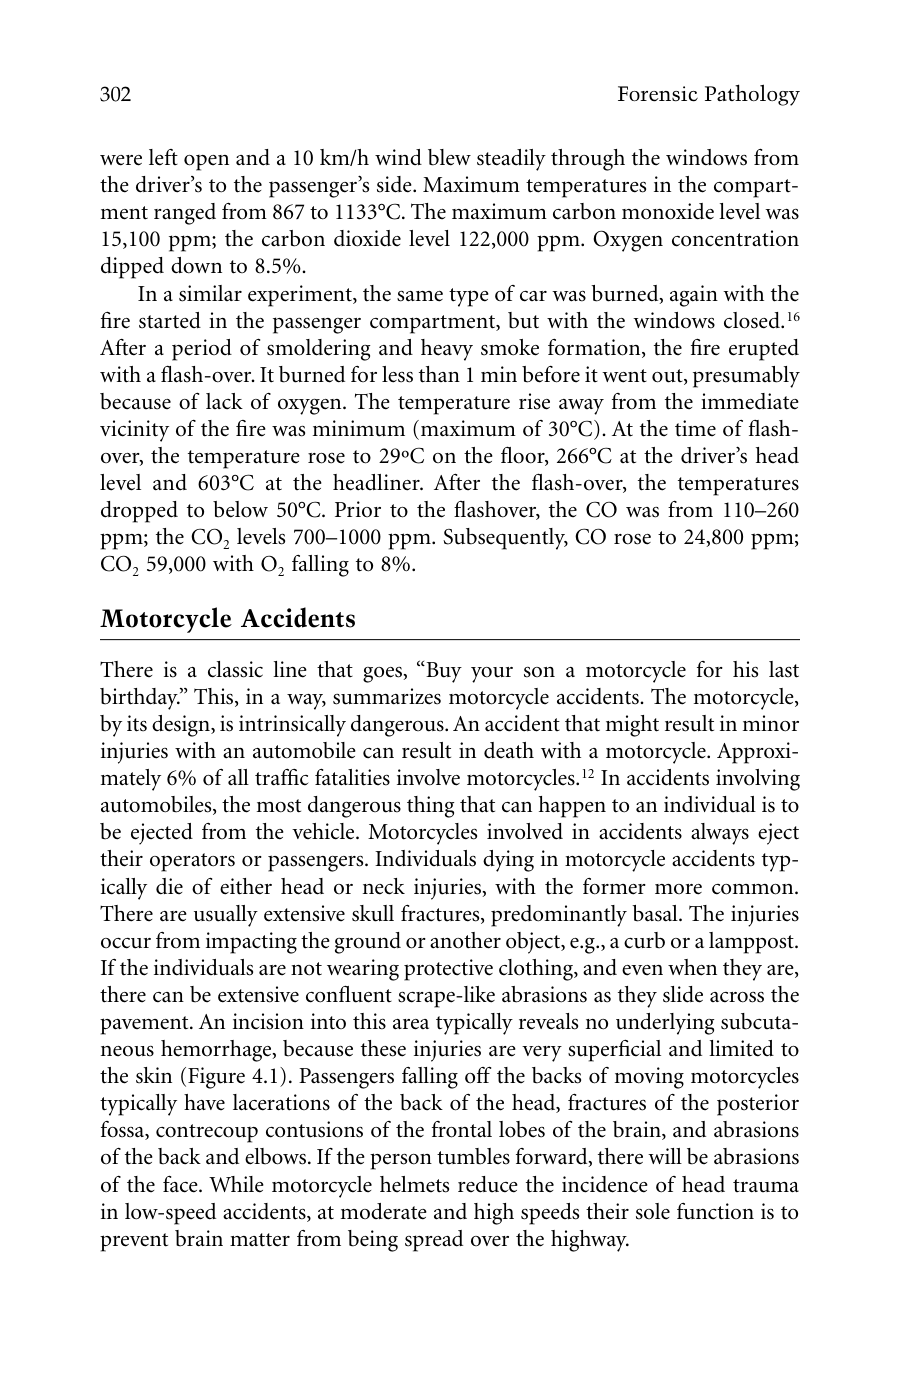 302 Forensic Pathology
were left open and a 10 km/h wind blew steadily through the windows from
the driver’s to the passenger’s side. Maximum temperatures in the compart-
ment ranged from 867 to 1133°C. The maximum carbon monoxide level was
15,100 ppm; the carbon dioxide level 122,000 ppm. Oxygen concentration
dipped down to 8.5%.
In a similar experiment, the same type of car was burned, again with the
fire started in the passenger compartment, but with the windows closed.¹⁶
After a period of smoldering and heavy smoke formation, the fire erupted
with a flash-over. It burned for less than 1 min before it went out, presumably
because of lack of oxygen. The temperature rise away from the immediate
vicinity of the fire was minimum (maximum of 30°C). At the time of flash-
over, the temperature rose to 29ºC on the floor, 266°C at the driver’s head
level and 603°C at the headliner. After the flash-over, the temperatures
dropped to below 50°C. Prior to the flashover, the CO was from 110–260
ppm; the CO₂ levels 700–1000 ppm. Subsequently, CO rose to 24,800 ppm;
CO₂ 59,000 with O₂ falling to 8%.
Motorcycle Accidents
There is a classic line that goes, “Buy your son a motorcycle for his last
birthday.” This, in a way, summarizes motorcycle accidents. The motorcycle,
by its design, is intrinsically dangerous. An accident that might result in minor
injuries with an automobile can result in death with a motorcycle. Approxi-
mately 6% of all traffic fatalities involve motorcycles.¹² In accidents involving
automobiles, the most dangerous thing that can happen to an individual is to
be ejected from the vehicle. Motorcycles involved in accidents always eject
their operators or passengers. Individuals dying in motorcycle accidents typ-
ically die of either head or neck injuries, with the former more common.
There are usually extensive skull fractures, predominantly basal. The injuries
occur from impacting the ground or another object, e.g., a curb or a lamppost.
If the individuals are not wearing protective clothing, and even when they are,
there can be extensive confluent scrape-like abrasions as they slide across the
pavement. An incision into this area typically reveals no underlying subcuta-
neous hemorrhage, because these injuries are very superficial and limited to
the skin (Figure 4.1). Passengers falling off the backs of moving motorcycles
typically have lacerations of the back of the head, fractures of the posterior
fossa, contrecoup contusions of the frontal lobes of the brain, and abrasions
of the back and elbows. If the person tumbles forward, there will be abrasions
of the face. While motorcycle helmets reduce the incidence of head trauma
in low-speed accidents, at moderate and high speeds their sole function is to
prevent brain matter from being spread over the highway.